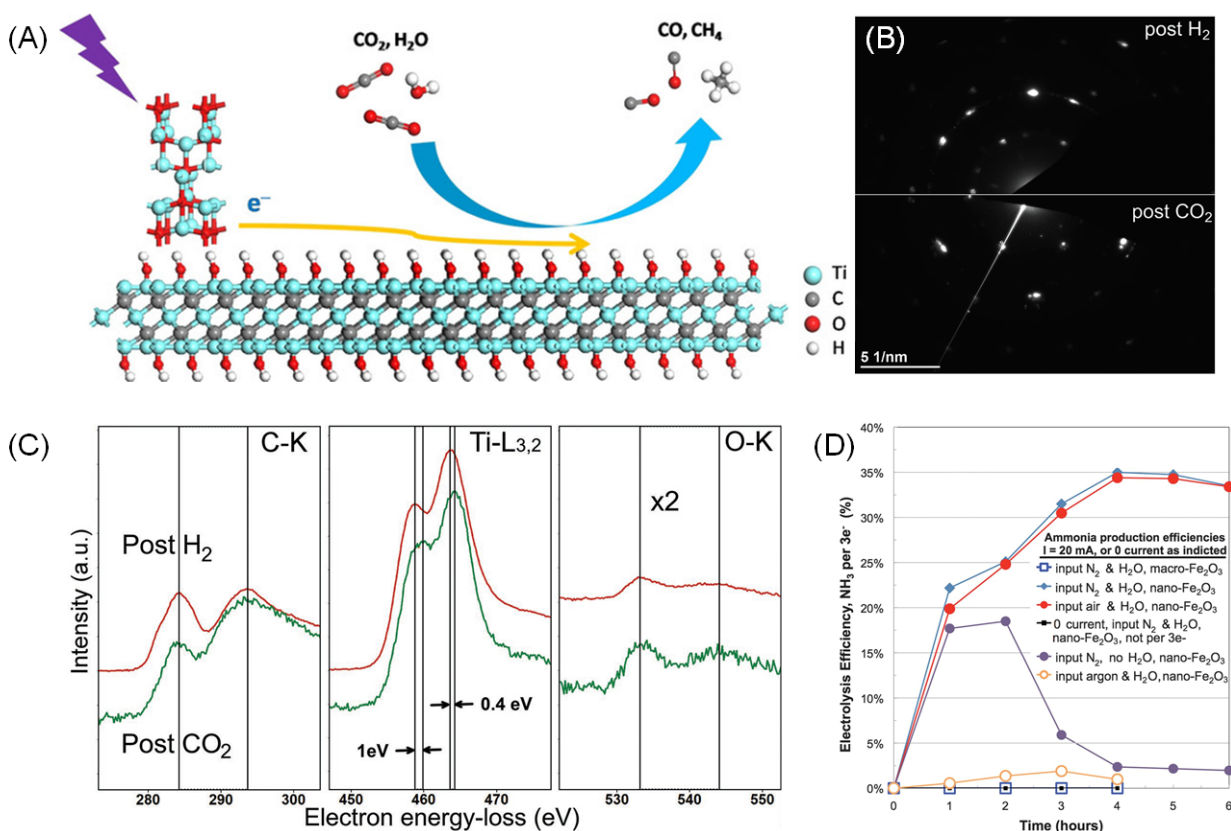 (A)
CO₂, H₂O
CO, CH₄
e⁻
Ti
C
O
H
(B)
post H₂
post CO₂
5 1/nm
(C)
C-K
Ti-L₃,₂
O-K
x2
Post H₂
Post CO₂
0.4 eV
1eV
Intensity (a.u.)
280 290 300
450 460 470
530 540 550
Electron energy-loss (eV)
(D)
40%
35%
30%
25%
20%
15%
10%
5%
0%
Electrolysis Efficiency, NH₃ per 3e⁻ (%)
Ammonia production efficiencies
I = 20 mA, or 0 current as indicted
input N₂ & H₂O, macro-Fe₂O₃
input N₂ & H₂O, nano-Fe₂O₃
input air & H₂O, nano-Fe₂O₃
0 current, input N₂ & H₂O,
nano-Fe₂O₃, not per 3e-
input N₂, no H₂O, nano-Fe₂O₃
input argon & H₂O, nano-Fe₂O₃
0 1 2 3 4 5 6
Time (hours)